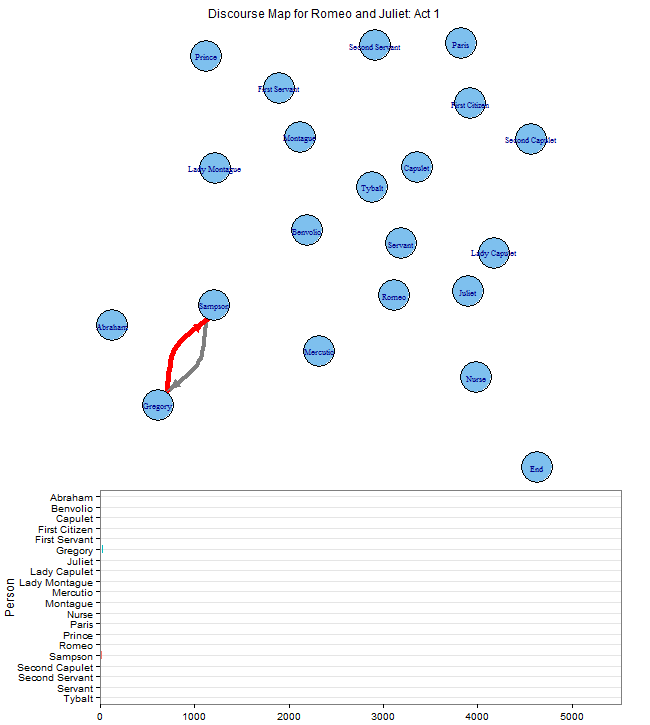 Discourse Map for Romeo and Juliet: Act 1
Prince
Second Servant
Paris
First Servant
First Citizen
Montague
Second Capulet
Lady Montague
Capulet
Tybalt
Benvolio
Servant
Lady Capulet
Romeo
Juliet
Sampson
Abraham
Mercutio
Nurse
Gregory
End
Person
Abraham
Benvolio
Capulet
First Citizen
First Servant
Gregory
Juliet
Lady Capulet
Lady Montague
Mercutio
Montague
Nurse
Paris
Prince
Romeo
Sampson
Second Capulet
Second Servant
Servant
Tybalt
0 1000 2000 3000 4000 5000